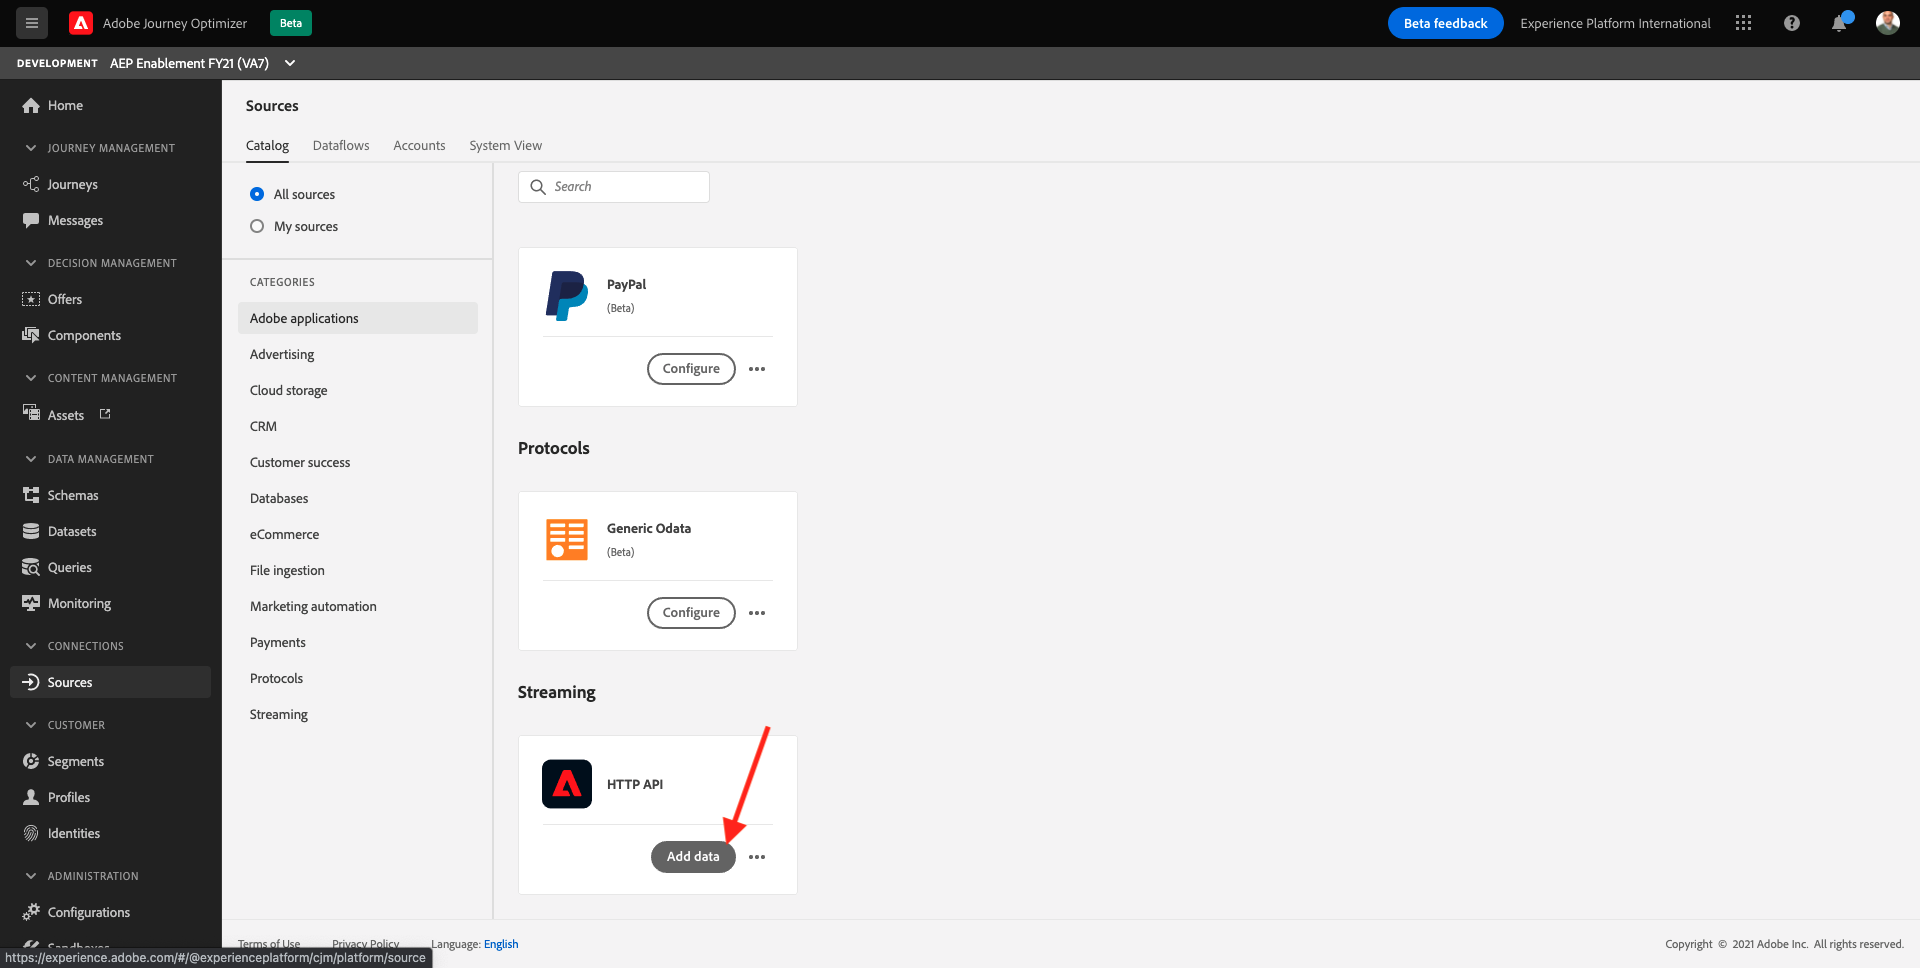 Adobe Journey Optimizer
Beta
Beta feedback
Experience Platform International
DEVELOPMENT AEP Enablement FY21 (VA7)
Home
JOURNEY MANAGEMENT
Journeys
Messages
DECISION MANAGEMENT
Offers
Components
CONTENT MANAGEMENT
Assets
DATA MANAGEMENT
Schemas
Datasets
Queries
Monitoring
CONNECTIONS
Sources
CUSTOMER
Segments
Profiles
Identities
ADMINISTRATION
Configurations
Sandboxes
Sources
Catalog Dataflows Accounts System View
All sources
My sources
CATEGORIES
Adobe applications
Advertising
Cloud storage
CRM
Customer success
Databases
eCommerce
File ingestion
Marketing automation
Payments
Protocols
Streaming
Search
PayPal
(Beta)
Configure
Protocols
Generic Odata
(Beta)
Configure
Streaming
HTTP API
Add data
Terms of Use Privacy Policy Language: English
Copyright © 2021 Adobe Inc. All rights reserved.
https://experience.adobe.com/#/@experienceplatform/cjm/platform/source